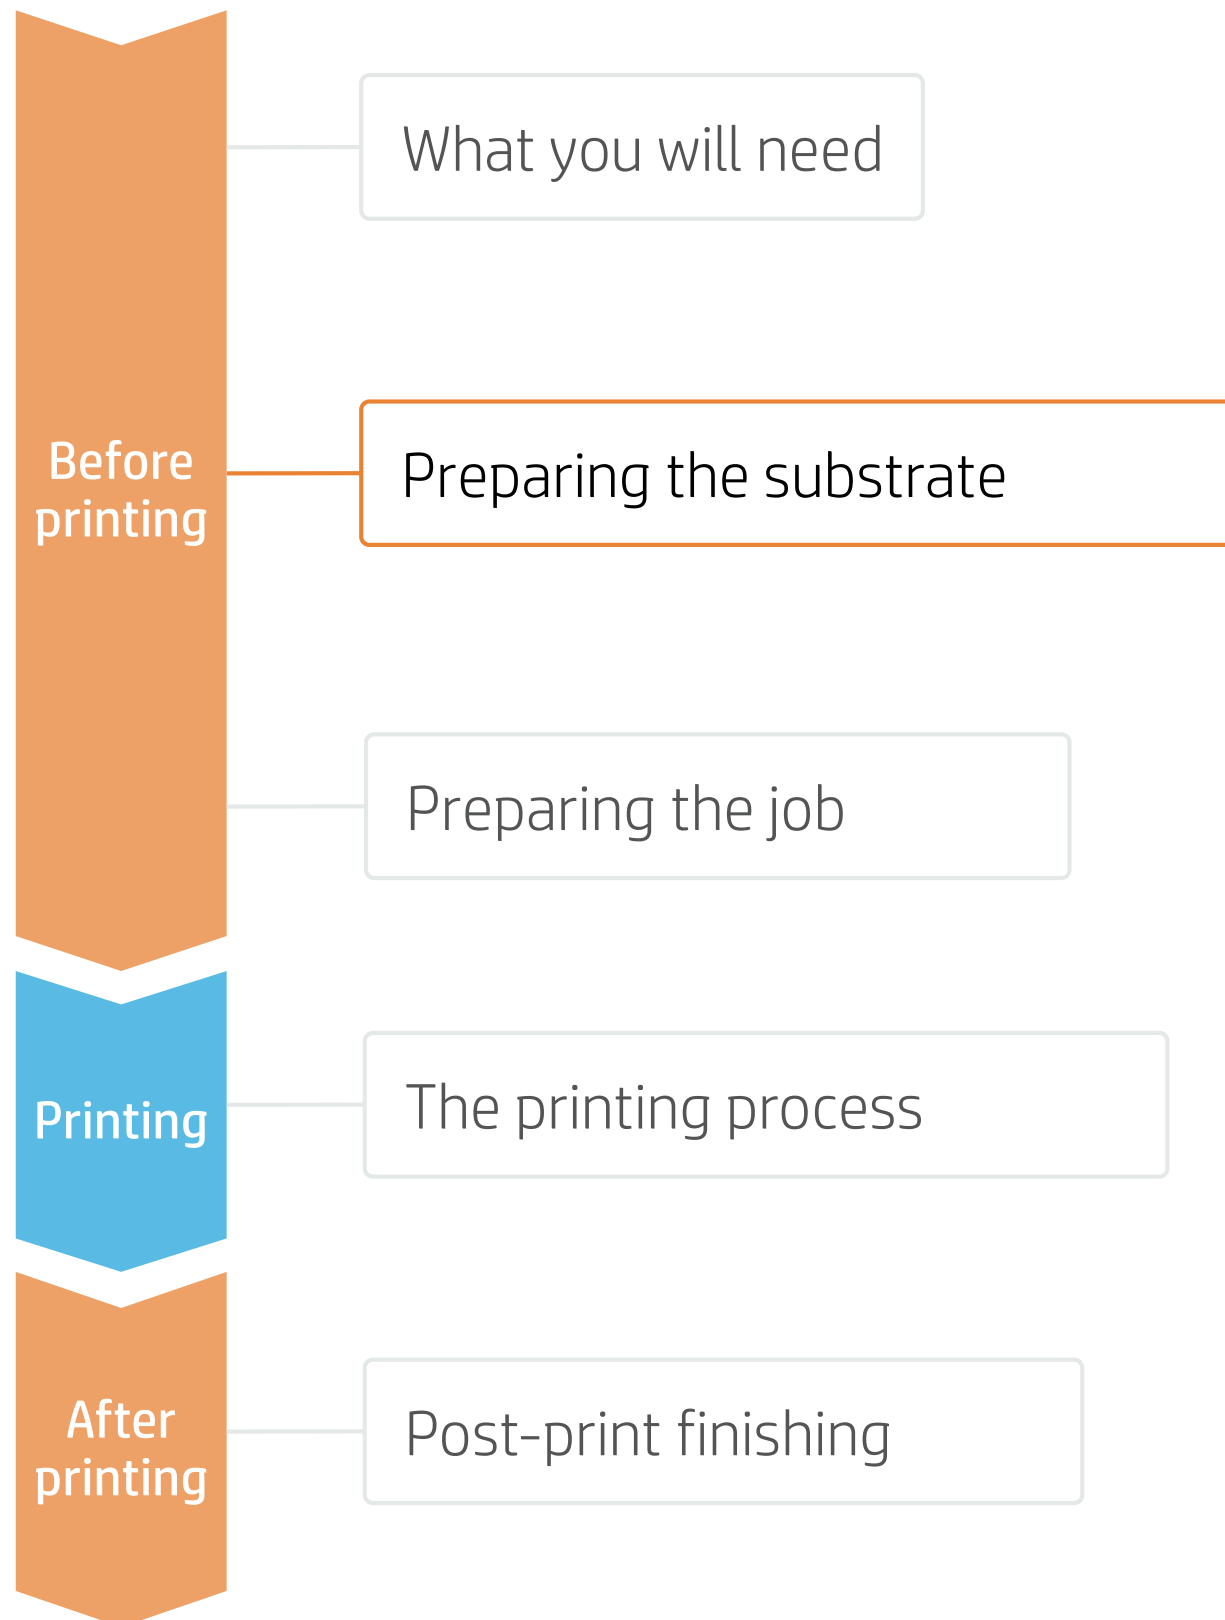 What you will need
Before
printing
Preparing the substrate
Preparing the job
Printing
The printing process
After
printing
Post-print finishing